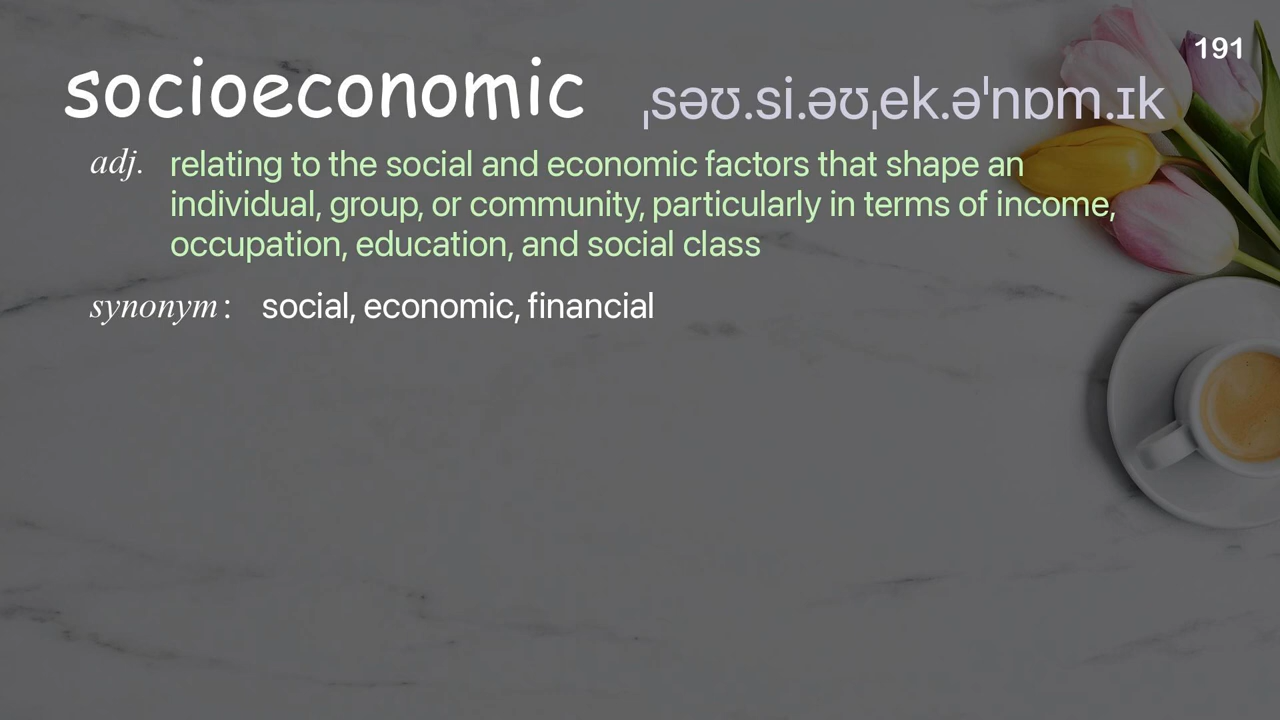 191
socioeconomic ˌsəʊ.si.əʊˌek.əˈnɒm.ɪk
adj. relating to the social and economic factors that shape an
individual, group, or community, particularly in terms of income,
occupation, education, and social class
synonym : social, economic, financial